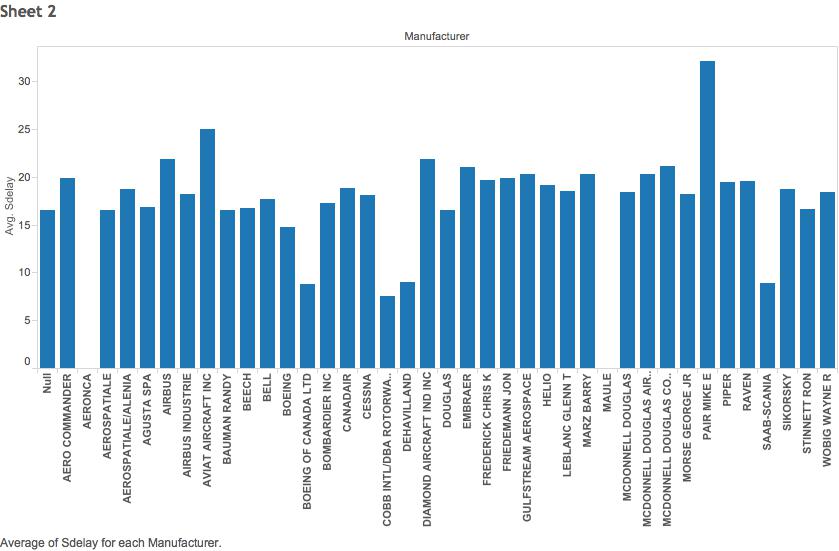 Sheet 2
Manufacturer
30
25
20
15
10
5
0
Avg. Sdelay
Null
AERO COMMANDER
AERONCA
AEROSPATIALE
AEROSPATIALE/ALENIA
AGUSTA SPA
AIRBUS
AIRBUS INDUSTRIE
AVIAT AIRCRAFT INC
BAUMAN RANDY
BEECH
BELL
BOEING
BOEING OF CANADA LTD
BOMBARDIER INC
CANADAIR
CESSNA
COBB INTL/DBA ROTORWA..
DEHAVILLAND
DIAMOND AIRCRAFT IND INC
DOUGLAS
EMBRAER
FREDERICK CHRIS K
FRIEDEMANN JON
GULFSTREAM AEROSPACE
HELIO
LEBLANC GLENN T
MARZ BARRY
MAULE
MCDONNELL DOUGLAS
MCDONNELL DOUGLAS AIR..
MCDONNELL DOUGLAS CO..
MORSE GEORGE JR
PAIR MIKE E
PIPER
RAVEN
SAAB-SCANIA
SIKORSKY
STINNETT RON
WOBIG WAYNE R
Average of Sdelay for each Manufacturer.